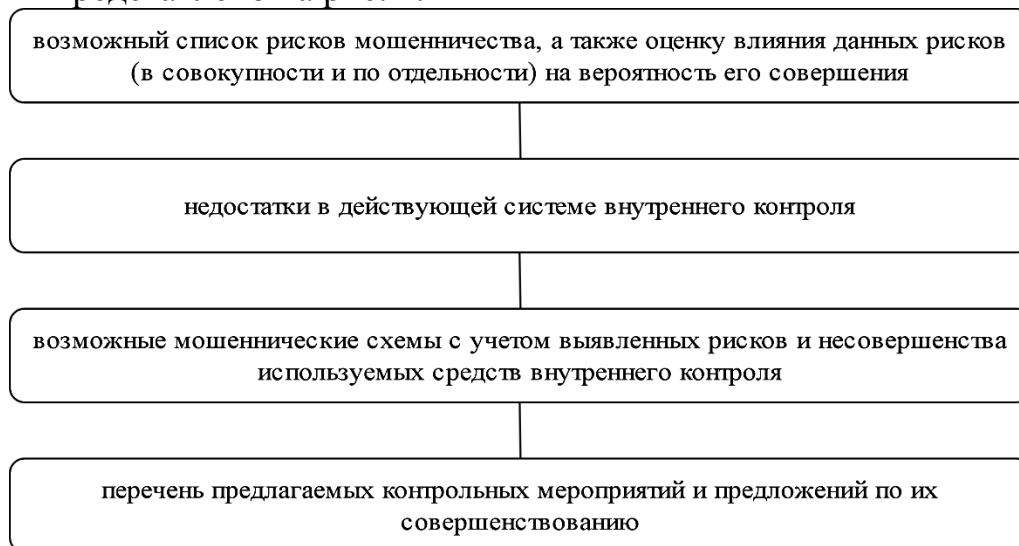 возможный список рисков мошенничества, а также оценку влияния данных рисков
(в совокупности и по отдельности) на вероятность его совершения
недостатки в действующей системе внутреннего контроля
возможные мошеннические схемы с учетом выявленных рисков и несовершенства
используемых средств внутреннего контроля
перечень предлагаемых контрольных мероприятий и предложений по их
совершенствованию